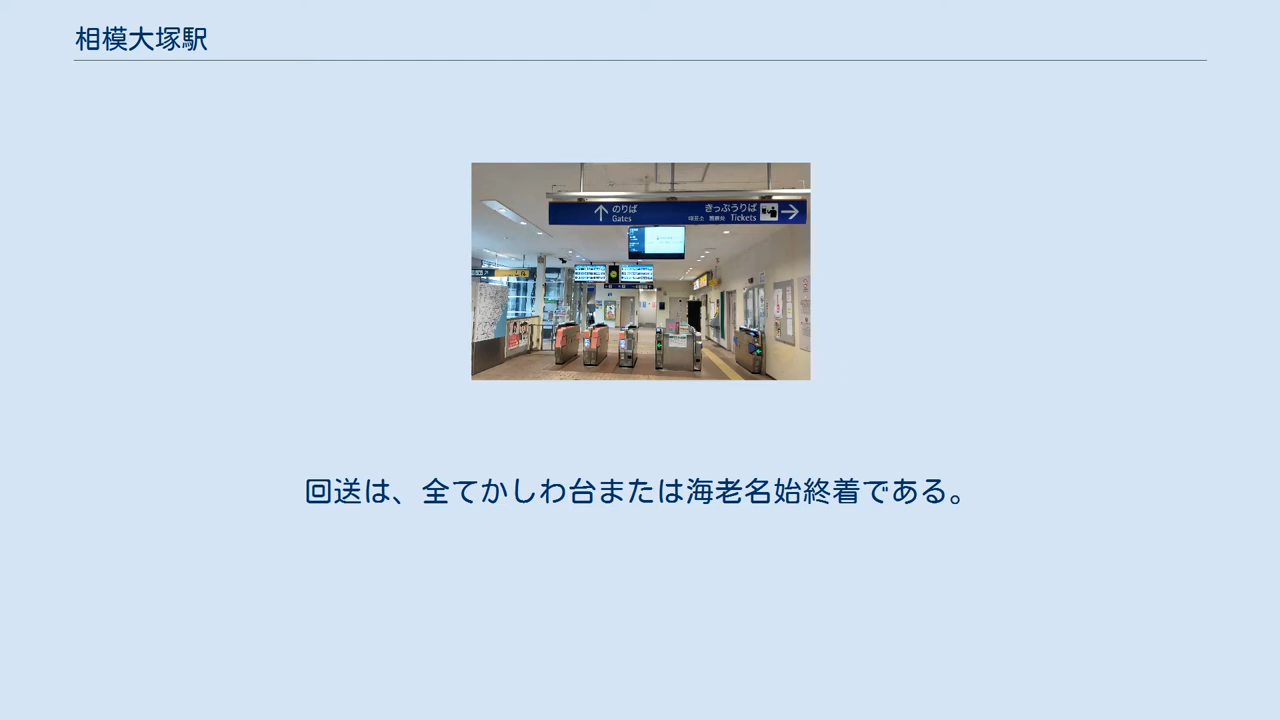 相模大塚駅
のりば
Gates
きっぷうりば
Tickets
回送は、全てかしわ台または海老名始終着である。